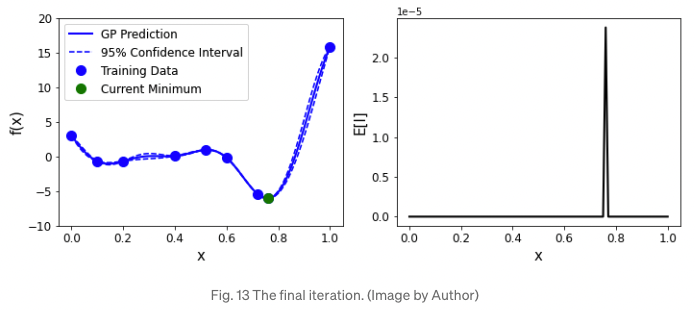 GP Prediction
95% Confidence Interval
Training Data
Current Minimum
20
15
10
5
0
−5
−10
f(x)
0.0 0.2 0.4 0.6 0.8 1.0
x
1e−5
2.5
2.0
1.5
1.0
0.5
0.0
E[I]
0.0 0.2 0.4 0.6 0.8 1.0
x
Fig. 13 The final iteration. (Image by Author)